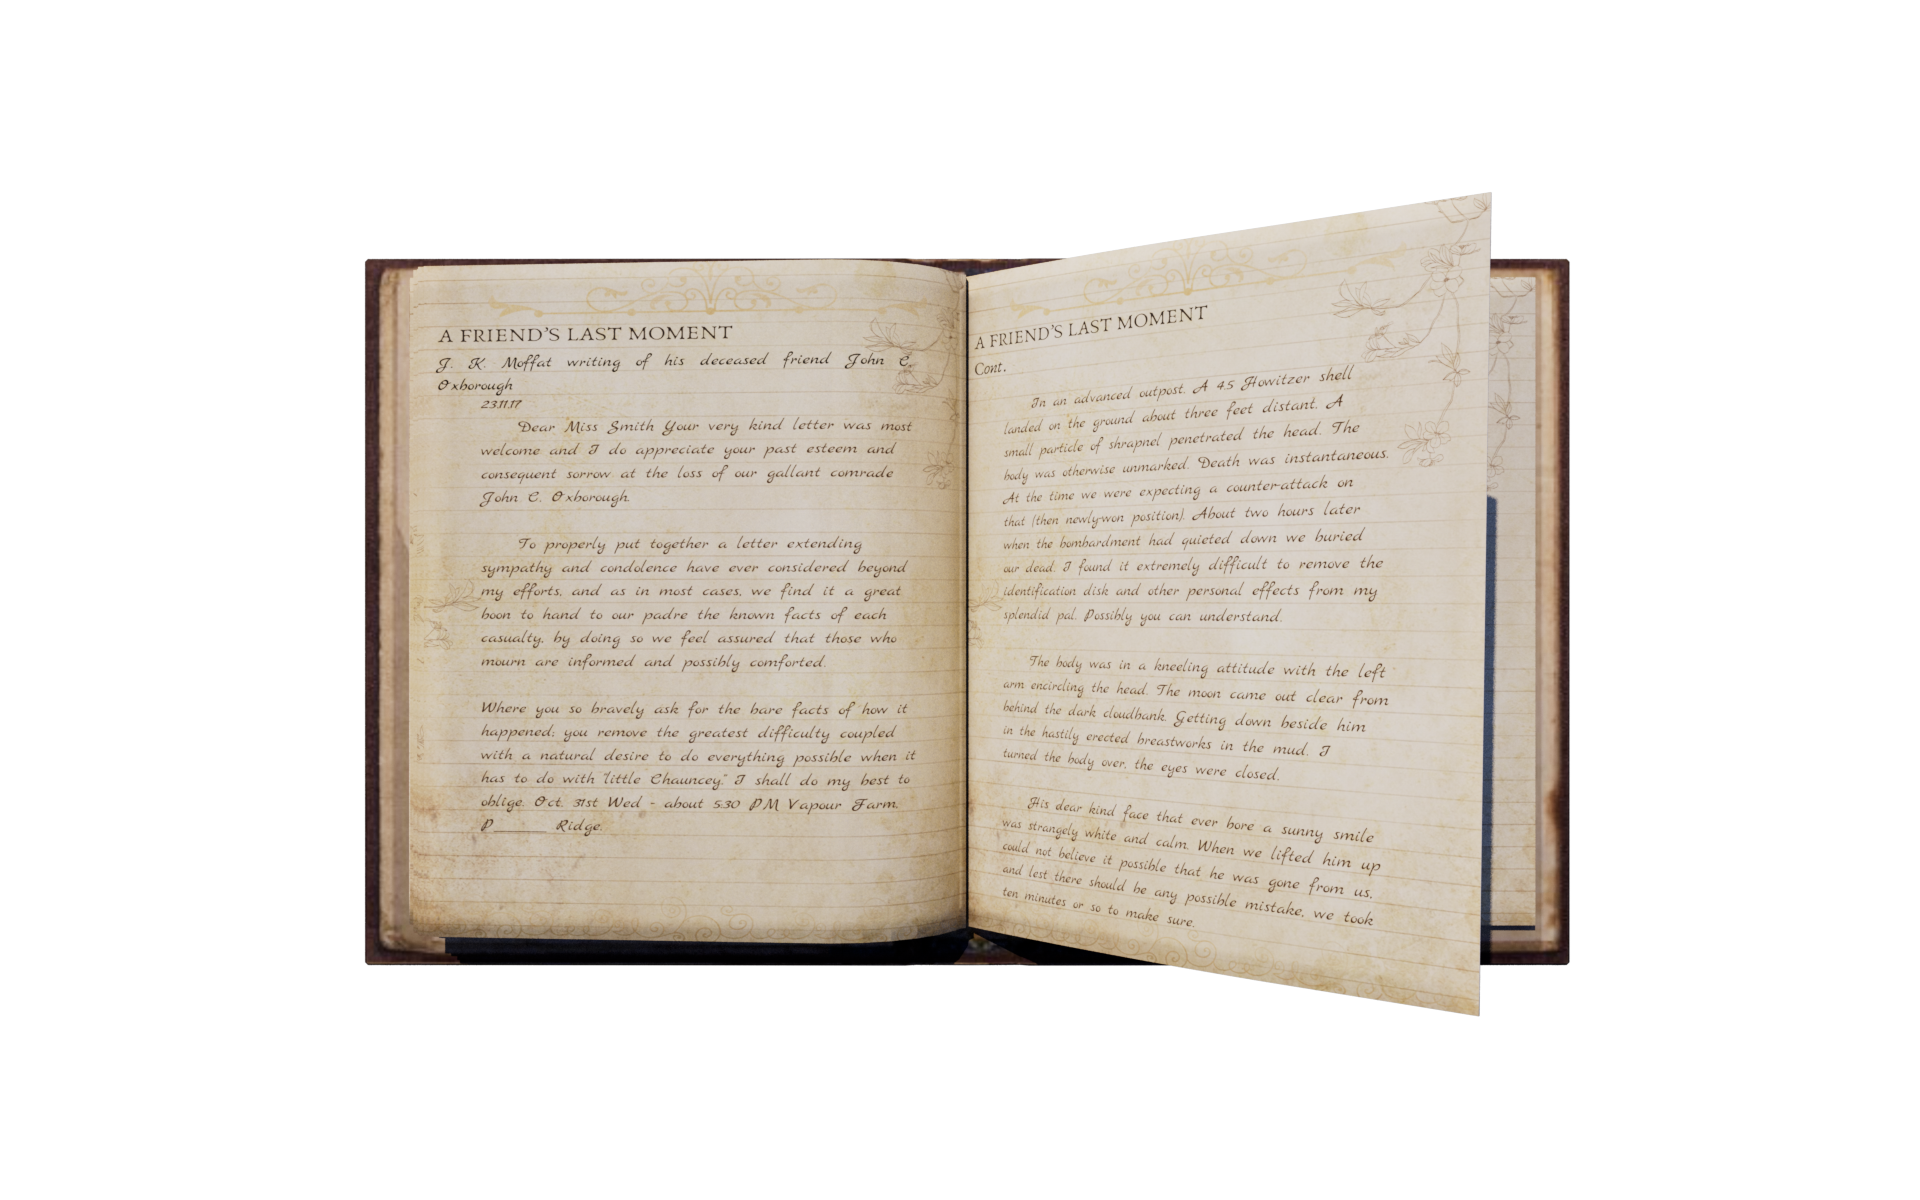 A FRIEND'S LAST MOMENT
J. K. Moffat writing of his deceased friend John C.
Oxborough
23.11.17
Dear Miss Smith Your very kind letter was most
welcome and I do appreciate your past esteem and
consequent sorrow at the loss of our gallant comrade
John C. Oxborough.
To properly put together a letter extending
sympathy and condolence have ever considered beyond
my efforts, and as in most cases, we find it a great
boon to hand to our padre the known facts of each
casualty, by doing so we feel assured that those who
mourn are informed and possibly comforted.
Where you so bravely ask for the bare facts of how it
happened; you remove the greatest difficulty coupled
with a natural desire to do everything possible when it
has to do with "little Chauncey." I shall do my best to
oblige. Oct. 31st Wed - about 5:30 PM Vapour Farm.
P______ Ridge.
A FRIEND'S LAST MOMENT
Cont.
In an advanced outpost. A 4.5 Howitzer shell
landed on the ground about three feet distant. A
small particle of shrapnel penetrated the head. The
body was otherwise unmarked. Death was instantaneous.
At the time we were expecting a counter-attack on
that (then newly-won position). About two hours later
when the bombardment had quieted down we buried
our dead. I found it extremely difficult to remove the
identification disk and other personal effects from my
splendid pal. Possibly you can understand.
The body was in a kneeling attitude with the left
arm encircling the head. The moon came out clear from
behind the dark cloudbank. Getting down beside him
in the hastily erected breastworks in the mud. I
turned the body over, the eyes were closed.
His dear kind face that ever bore a sunny smile
was strangely white and calm. When we lifted him up
could not believe it possible that he was gone from us,
and lest there should be any possible mistake, we took
ten minutes or so to make sure.